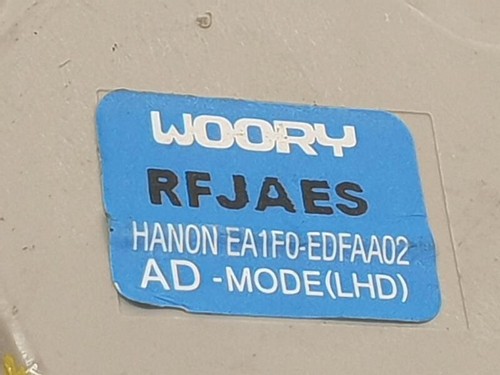 WOORY
RFJAES
HANON EA1F0-EDFAA02
AD -MODE(LHD)